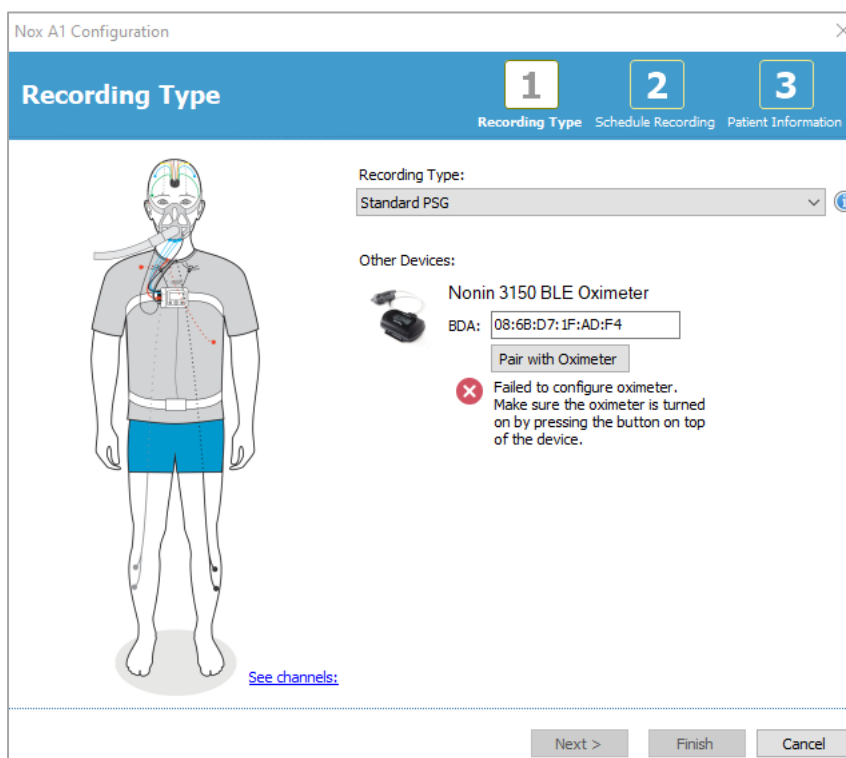 Nox A1 Configuration
Recording Type
1
Recording Type
2
Schedule Recording
3
Patient Information
Recording Type:
Standard PSG
Other Devices:
Nonin 3150 BLE Oximeter
BDA: 08:6B:D7:1F:AD:F4
Pair with Oximeter
Failed to configure oximeter.
Make sure the oximeter is turned
on by pressing the button on top
of the device.
See channels:
Next >
Finish
Cancel